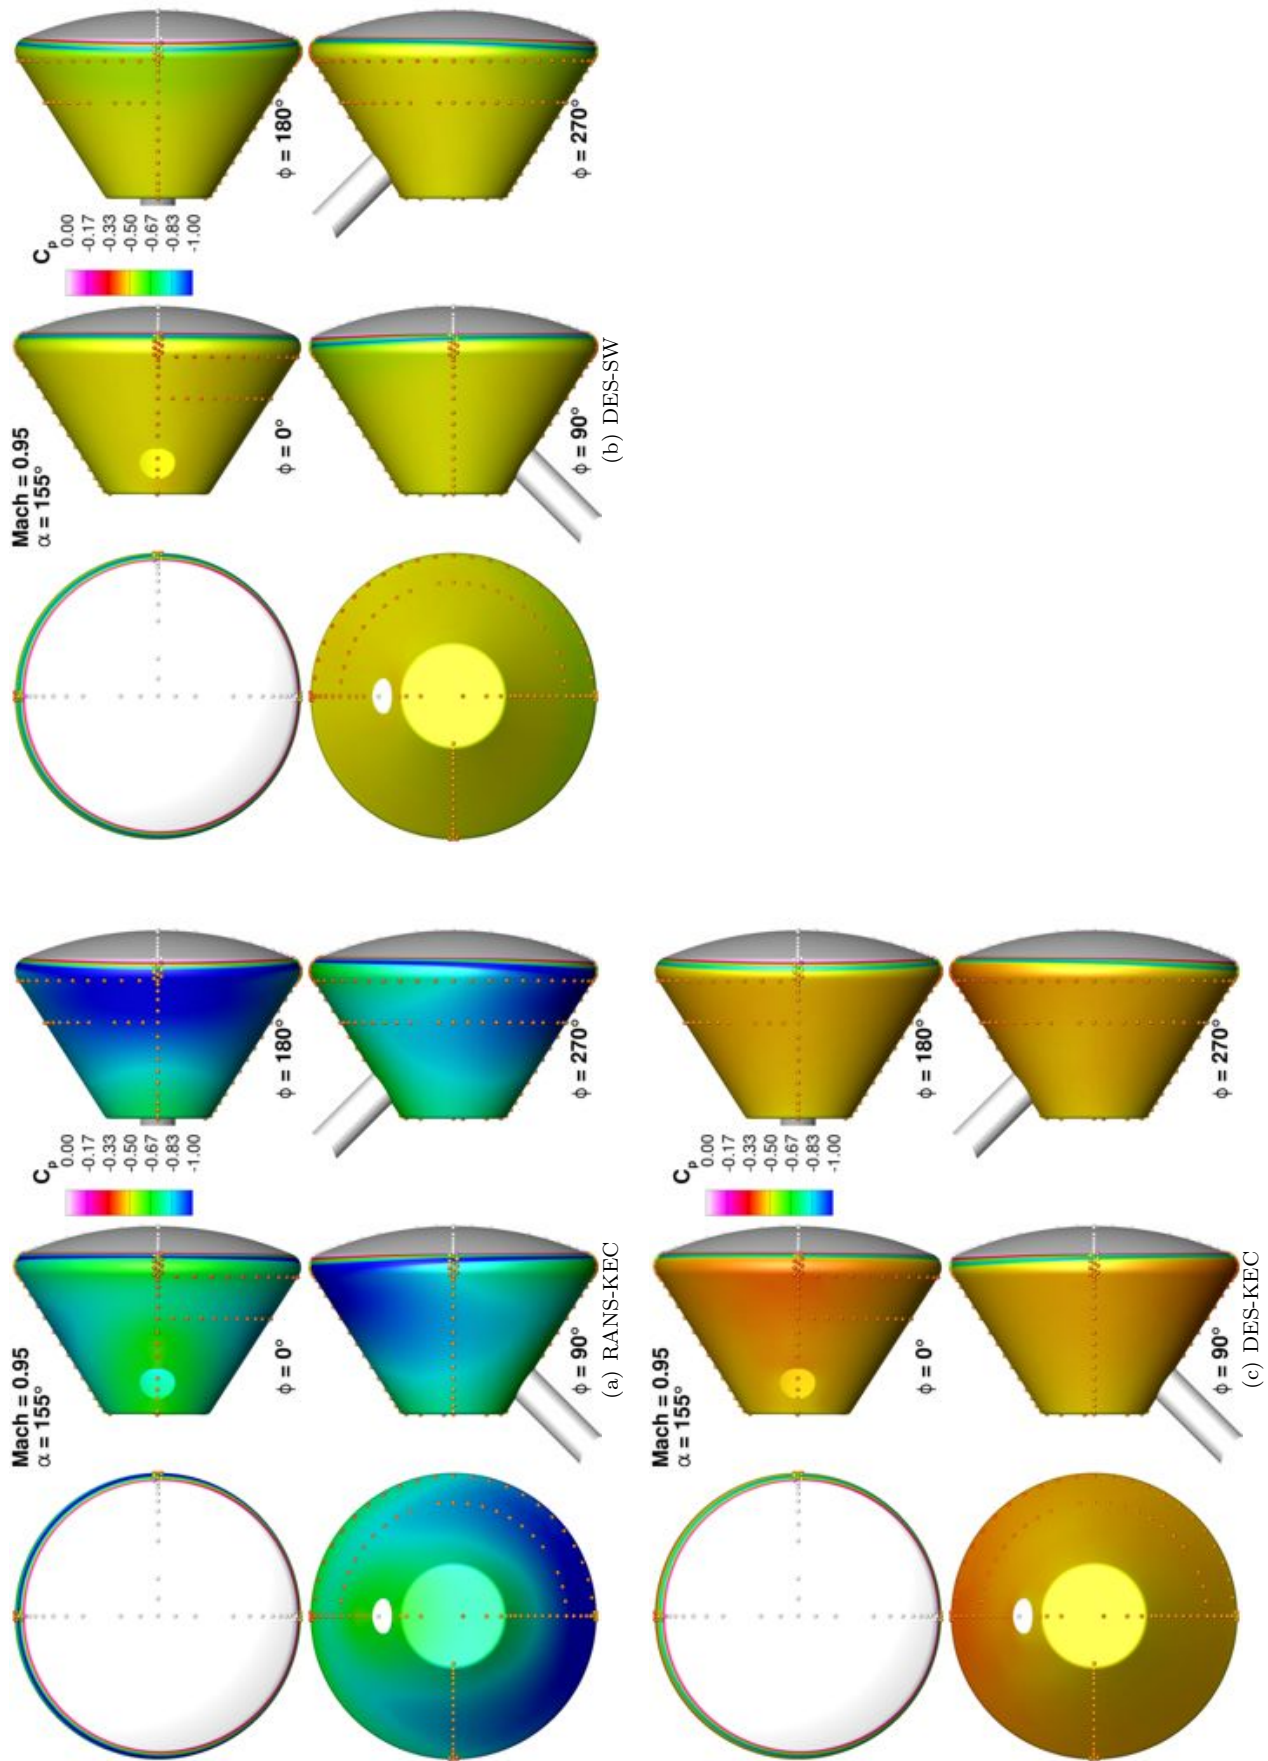 Mach = 0.95
α = 155°
C_p
0.00
-0.17
-0.33
-0.50
-0.67
-0.83
-1.00
ϕ = 0°
ϕ = 180°
ϕ = 90°
ϕ = 270°
(a) RANS-KEC
Mach = 0.95
α = 155°
C_p
0.00
-0.17
-0.33
-0.50
-0.67
-0.83
-1.00
ϕ = 0°
ϕ = 180°
ϕ = 90°
ϕ = 270°
(b) DES-SW
Mach = 0.95
α = 155°
C_p
0.00
-0.17
-0.33
-0.50
-0.67
-0.83
-1.00
ϕ = 0°
ϕ = 180°
ϕ = 90°
ϕ = 270°
(c) DES-KEC